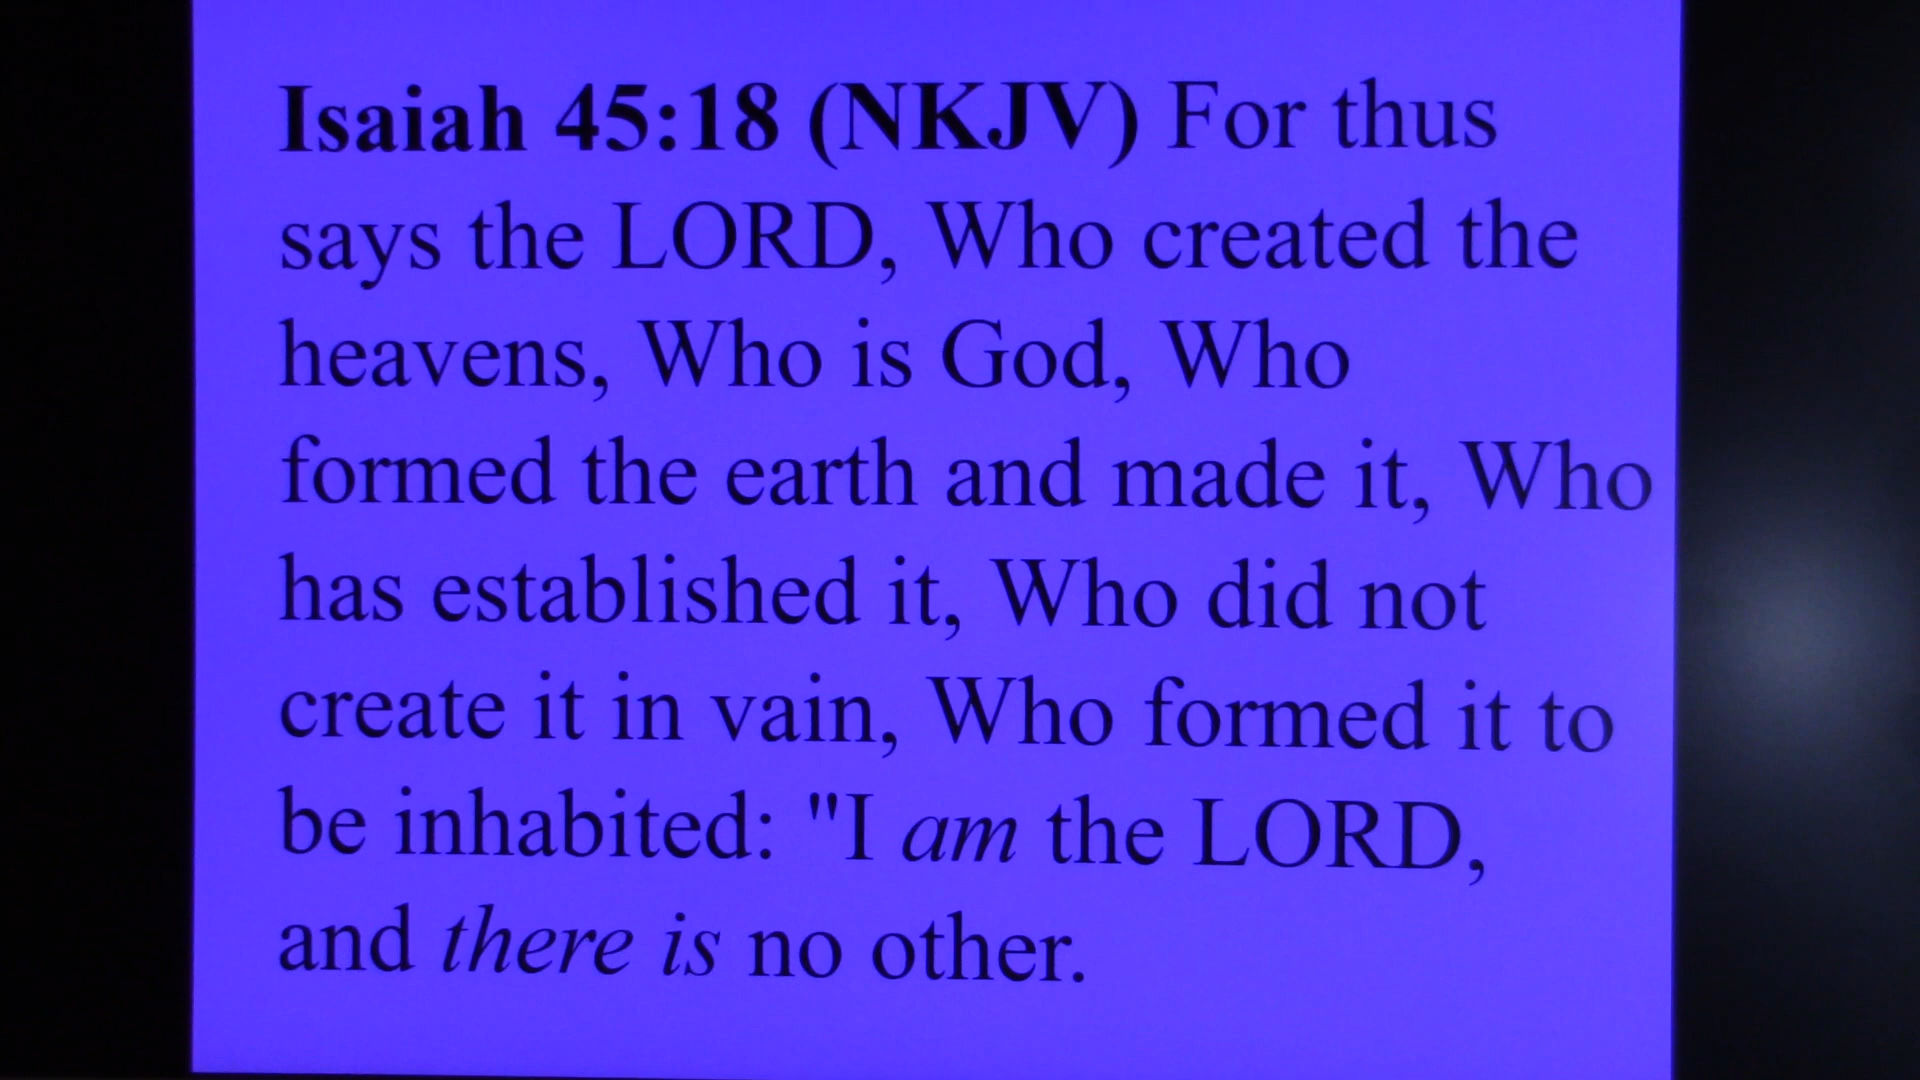 Isaiah 45:18 (NKJV) For thus
says the LORD, Who created the
heavens, Who is God, Who
formed the earth and made it, Who
has established it, Who did not
create it in vain, Who formed it to
be inhabited: "I am the LORD,
and there is no other.